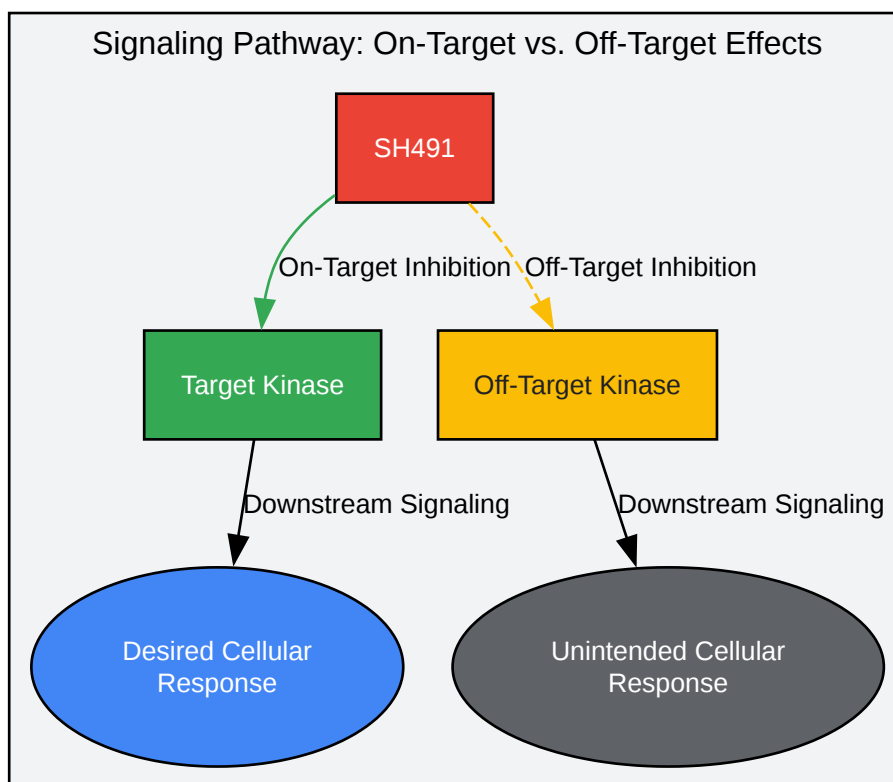 Signaling Pathway: On-Target vs. Off-Target Effects
SH491
On-Target Inhibition
Off-Target Inhibition
Target Kinase
Off-Target Kinase
Downstream Signaling
Downstream Signaling
Desired Cellular
Response
Unintended Cellular
Response